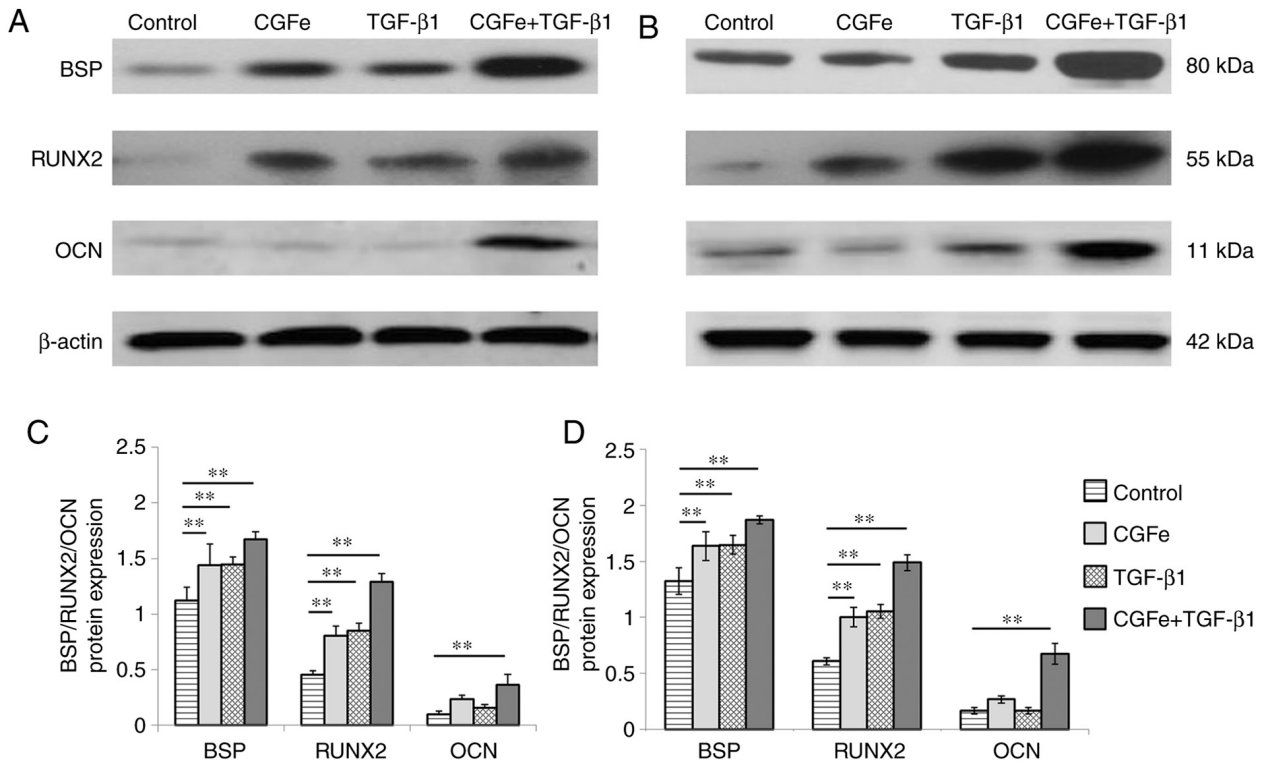 A
Control CGFe TGF-β1 CGFe+TGF-β1
B
Control CGFe TGF-β1 CGFe+TGF-β1
BSP
80 kDa
RUNX2
55 kDa
OCN
11 kDa
β-actin
42 kDa
C
BSP/RUNX2/OCN
protein expression
2.5
2
1.5
1
0.5
0
** ** **
** ** **
**
BSP RUNX2 OCN
D
BSP/RUNX2/OCN
protein expression
2.5
2
1.5
1
0.5
0
** ** **
** ** **
**
BSP RUNX2 OCN
Control
CGFe
TGF-β1
CGFe+TGF-β1